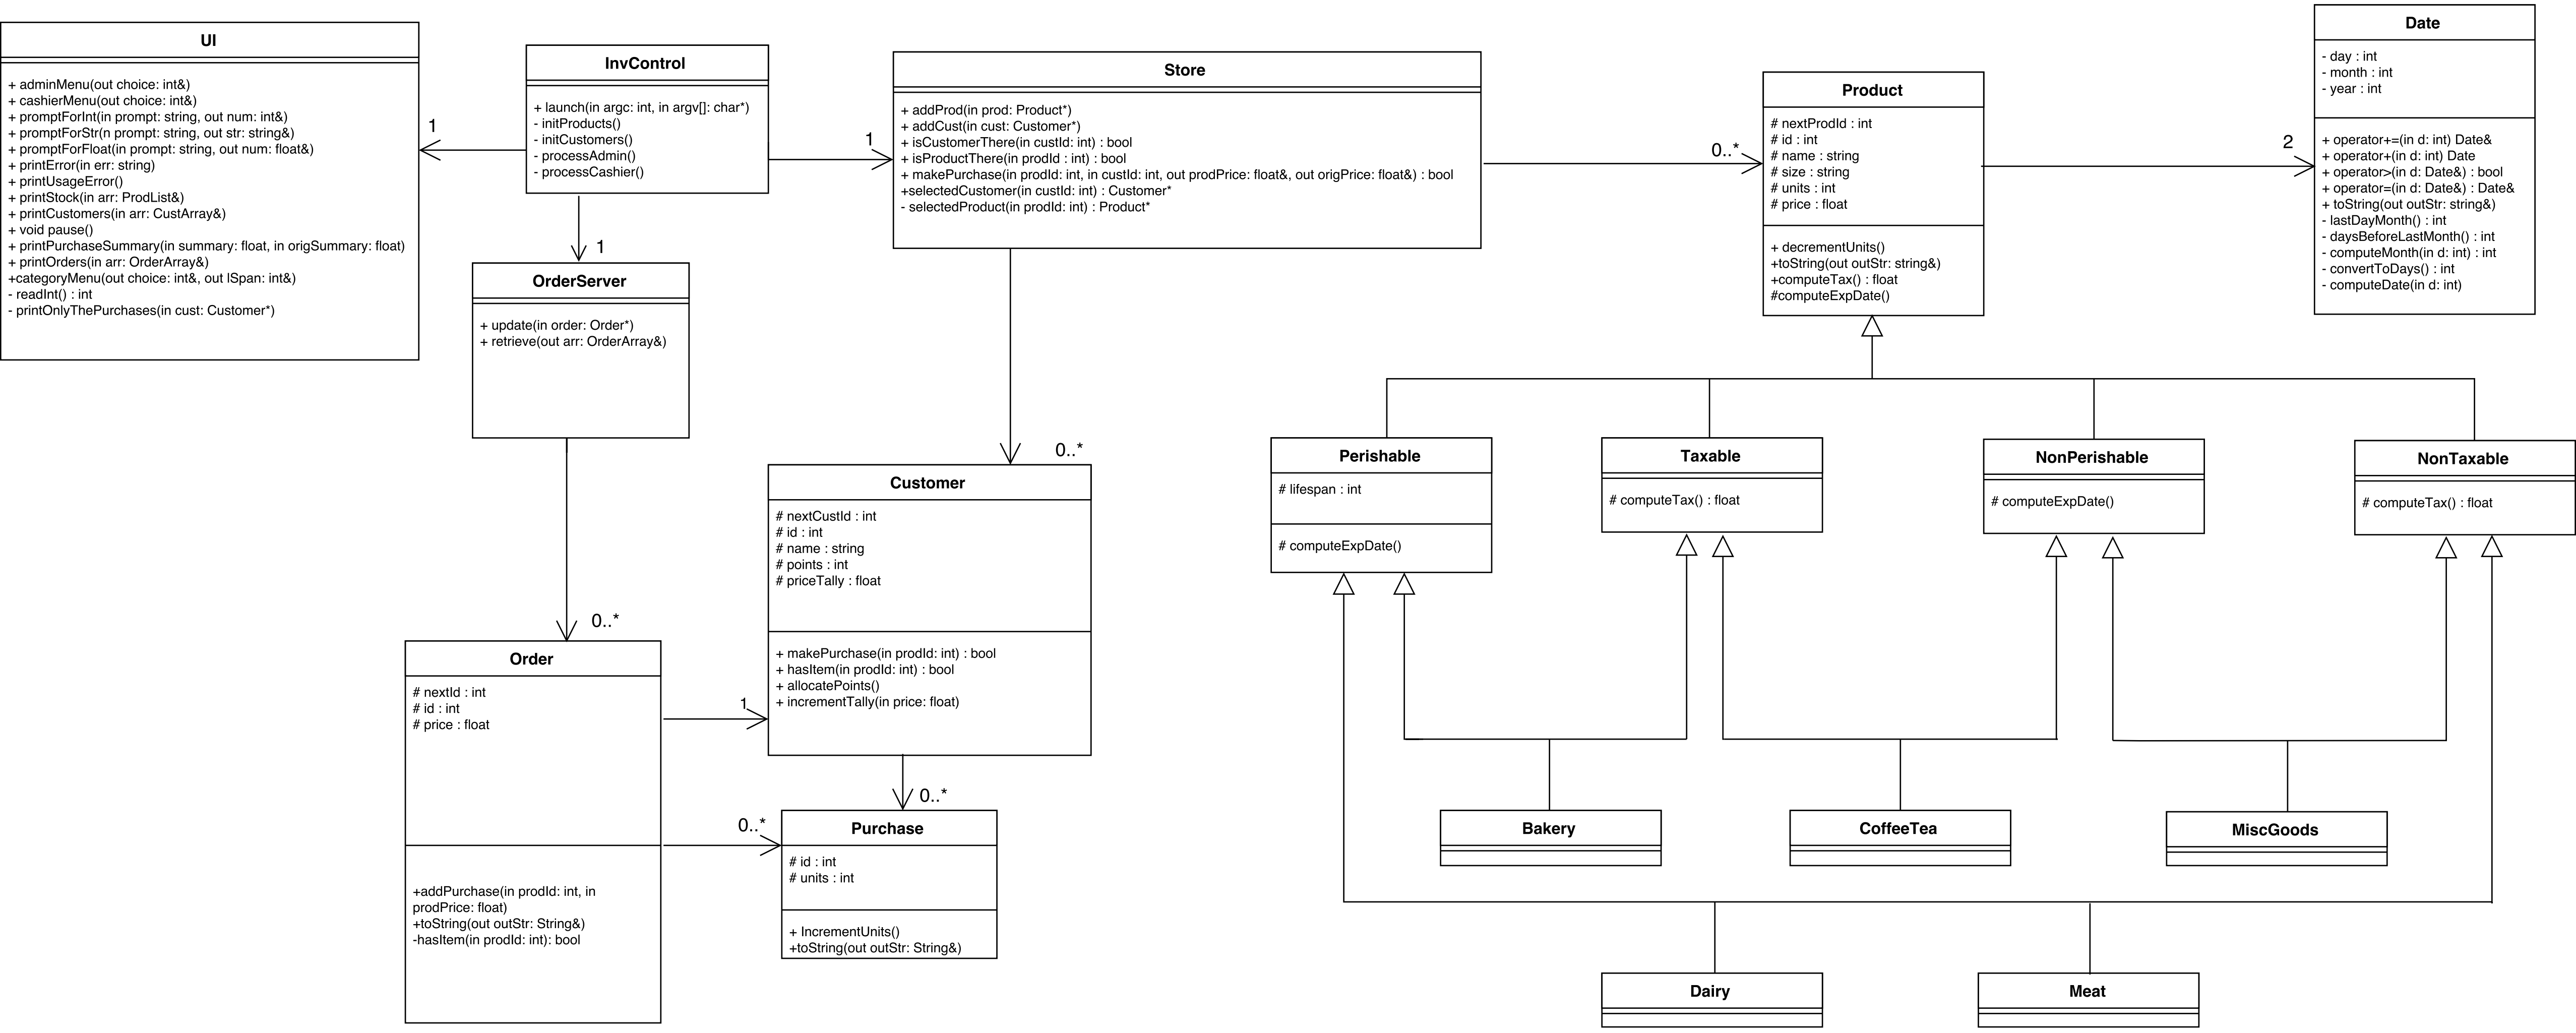 UI
+ adminMenu(out choice: int&)
+ cashierMenu(out choice: int&)
+ promptForInt(in prompt: string, out num: int&)
+ promptForStr(n prompt: string, out str: string&)
+ promptForFloat(in prompt: string, out num: float&)
+ printError(in err: string)
+ printUsageError()
+ printStock(in arr: ProdList&)
+ printCustomers(in arr: CustArray&)
+ void pause()
+ printPurchaseSummary(in summary: float, in origSummary: float)
+ printOrders(in arr: OrderArray&)
+categoryMenu(out choice: int&, out lSpan: int&)
- readInt() : int
- printOnlyThePurchases(in cust: Customer*)
1
InvControl
+ launch(in argc: int, in argv[]: char*)
- initProducts()
- initCustomers()
- processAdmin()
- processCashier()
1
1
Store
+ addProd(in prod: Product*)
+ addCust(in cust: Customer*)
+ isCustomerThere(in custId: int) : bool
+ isProductThere(in prodId : int) : bool
+ makePurchase(in prodId: int, in custId: int, out prodPrice: float&, out origPrice: float&) : bool
+selectedCustomer(in custId: int) : Customer*
- selectedProduct(in prodId: int) : Product*
0..*
Product
# nextProdId : int
# id : int
# name : string
# size : string
# units : int
# price : float
+ decrementUnits()
+toString(out outStr: string&)
+computeTax() : float
#computeExpDate()
2
Date
- day : int
- month : int
- year : int
+ operator+=(in d: int) Date&
+ operator+(in d: int) Date
+ operator>(in d: Date&) : bool
+ operator=(in d: Date&) : Date&
+ toString(out outStr: string&)
- lastDayMonth() : int
- daysBeforeLastMonth() : int
- computeMonth(in d: int) : int
- convertToDays() : int
- computeDate(in d: int)
OrderServer
+ update(in order: Order*)
+ retrieve(out arr: OrderArray&)
0..*
0..*
Customer
# nextCustId : int
# id : int
# name : string
# points : int
# priceTally : float
+ makePurchase(in prodId: int) : bool
+ hasItem(in prodId: int) : bool
+ allocatePoints()
+ incrementTally(in price: float)
Perishable
# lifespan : int
# computeExpDate()
Taxable
# computeTax() : float
NonPerishable
# computeExpDate()
NonTaxable
# computeTax() : float
Order
# nextId : int
# id : int
# price : float
+addPurchase(in prodId: int, in
prodPrice: float)
+toString(out outStr: String&)
-hasItem(in prodId: int): bool
1
0..*
0..*
Purchase
# id : int
# units : int
+ IncrementUnits()
+toString(out outStr: String&)
Bakery
CoffeeTea
MiscGoods
Dairy
Meat